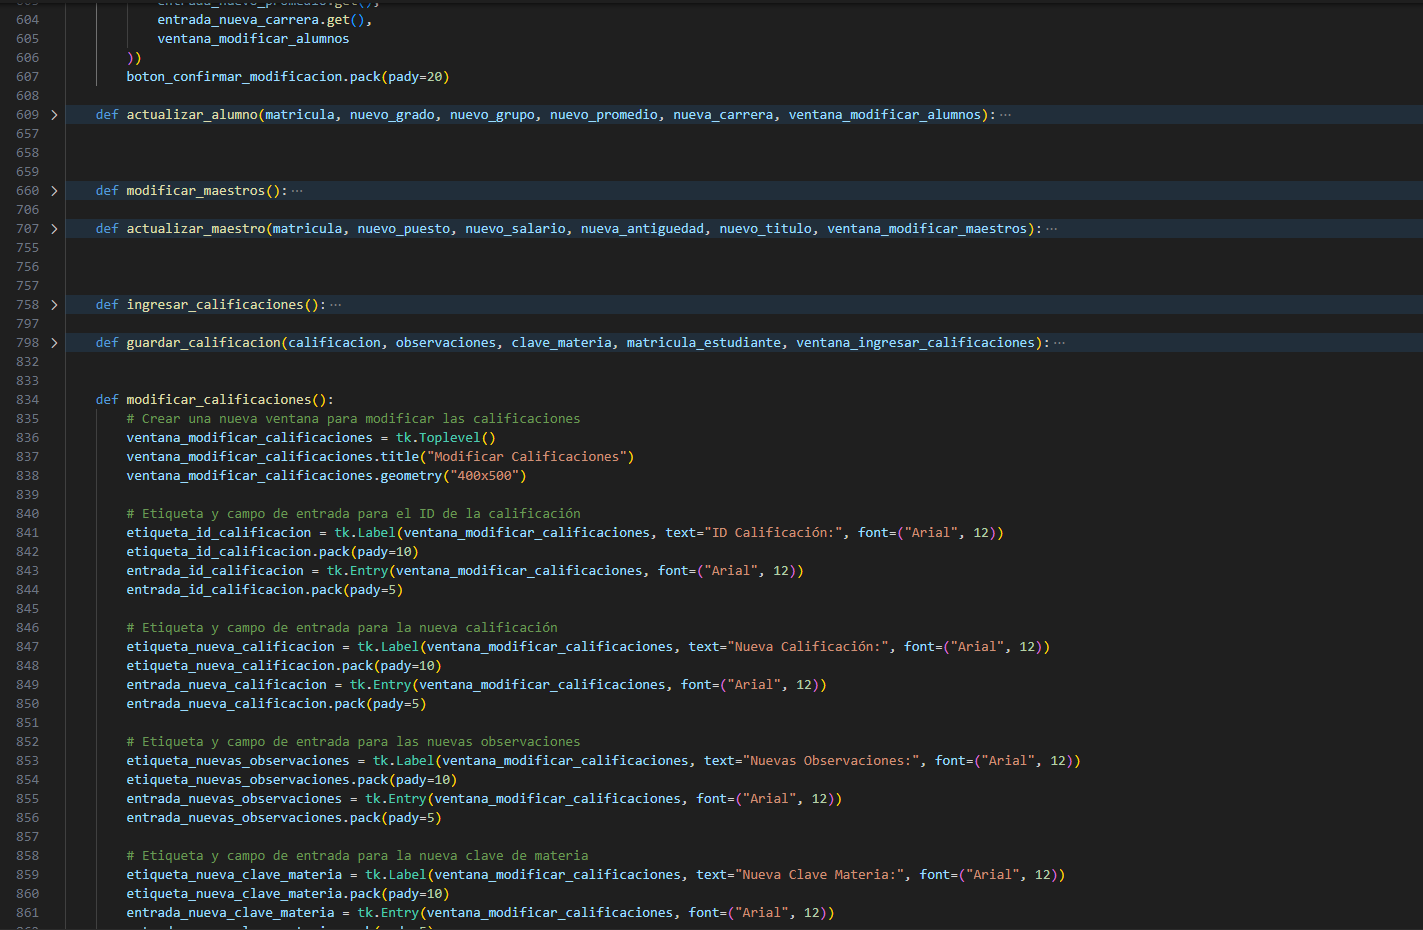 604 entrada_nueva_carrera.get(),
605 ventana_modificar_alumnos
606 ))
607 boton_confirmar_modificacion.pack(pady=20)
608
609 def actualizar_alumno(matricula, nuevo_grado, nuevo_grupo, nuevo_promedio, nueva_carrera, ventana_modificar_alumnos): ···
657
658
659
660 def modificar_maestros(): ···
706
707 def actualizar_maestro(matricula, nuevo_puesto, nuevo_salario, nueva_antiguedad, nuevo_titulo, ventana_modificar_maestros): ···
755
756
757
758 def ingresar_calificaciones(): ···
797
798 def guardar_calificacion(calificacion, observaciones, clave_materia, matricula_estudiante, ventana_ingresar_calificaciones): ···
832
833
834 def modificar_calificaciones():
835 # Crear una nueva ventana para modificar las calificaciones
836 ventana_modificar_calificaciones = tk.Toplevel()
837 ventana_modificar_calificaciones.title("Modificar Calificaciones")
838 ventana_modificar_calificaciones.geometry("400x500")
839
840 # Etiqueta y campo de entrada para el ID de la calificación
841 etiqueta_id_calificacion = tk.Label(ventana_modificar_calificaciones, text="ID Calificación:", font=("Arial", 12))
842 etiqueta_id_calificacion.pack(pady=10)
843 entrada_id_calificacion = tk.Entry(ventana_modificar_calificaciones, font=("Arial", 12))
844 entrada_id_calificacion.pack(pady=5)
845
846 # Etiqueta y campo de entrada para la nueva calificación
847 etiqueta_nueva_calificacion = tk.Label(ventana_modificar_calificaciones, text="Nueva Calificación:", font=("Arial", 12))
848 etiqueta_nueva_calificacion.pack(pady=10)
849 entrada_nueva_calificacion = tk.Entry(ventana_modificar_calificaciones, font=("Arial", 12))
850 entrada_nueva_calificacion.pack(pady=5)
851
852 # Etiqueta y campo de entrada para las nuevas observaciones
853 etiqueta_nuevas_observaciones = tk.Label(ventana_modificar_calificaciones, text="Nuevas Observaciones:", font=("Arial", 12))
854 etiqueta_nuevas_observaciones.pack(pady=10)
855 entrada_nuevas_observaciones = tk.Entry(ventana_modificar_calificaciones, font=("Arial", 12))
856 entrada_nuevas_observaciones.pack(pady=5)
857
858 # Etiqueta y campo de entrada para la nueva clave de materia
859 etiqueta_nueva_clave_materia = tk.Label(ventana_modificar_calificaciones, text="Nueva Clave Materia:", font=("Arial", 12))
860 etiqueta_nueva_clave_materia.pack(pady=10)
861 entrada_nueva_clave_materia = tk.Entry(ventana_modificar_calificaciones, font=("Arial", 12))